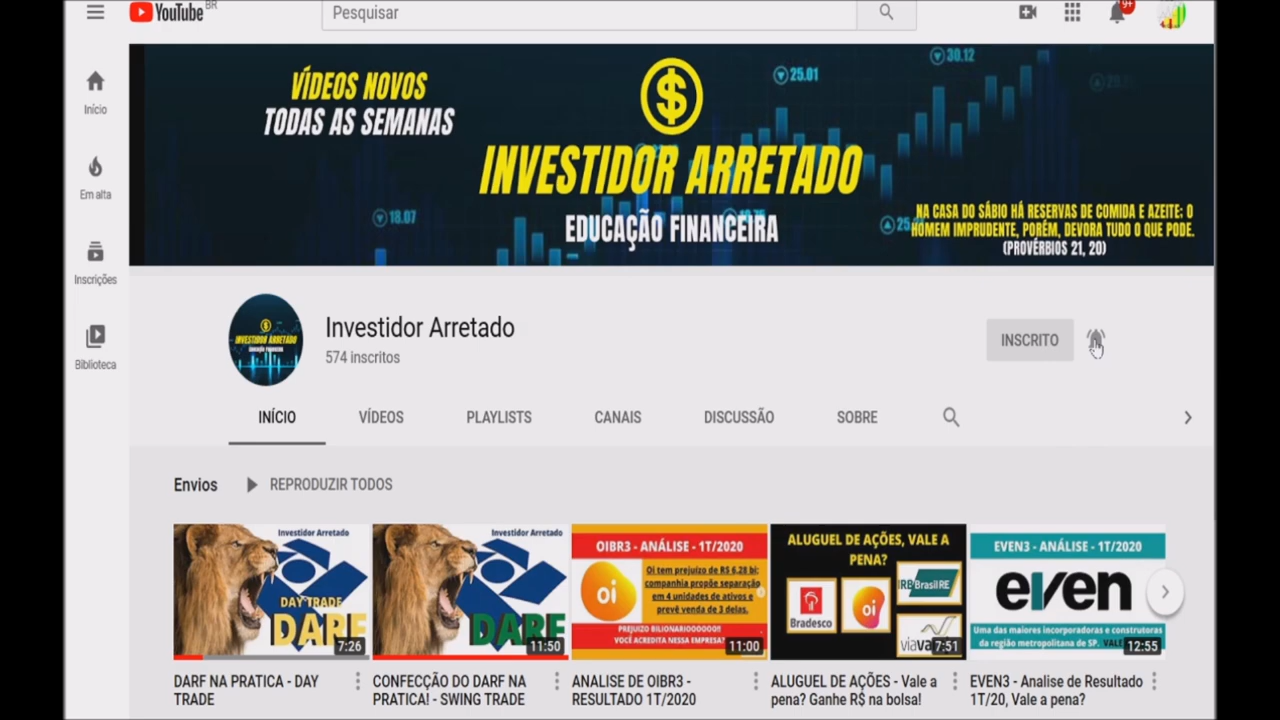 YouTube BR
Pesquisar
9+
Início
Em alta
Inscrições
Biblioteca
VÍDEOS NOVOS
TODAS AS SEMANAS
INVESTIDOR ARRETADO
EDUCAÇÃO FINANCEIRA
18.07
25.01
30.12
NA CASA DO SÁBIO HÁ RESERVAS DE COMIDA E AZEITE; O
HOMEM IMPRUDENTE, PORÉM, DEVORA TUDO O QUE PODE.
(PROVÉRBIOS 21, 20)
INVESTIDOR ARRETADO
Investidor Arretado
574 inscritos
INSCRITO
INÍCIO
VÍDEOS
PLAYLISTS
CANAIS
DISCUSSÃO
SOBRE
Envios
REPRODUZIR TODOS
Investidor Arretado
DAY TRADE
DARF
7:26
DARF NA PRATICA - DAY
TRADE
Investidor Arretado
DARF
11:50
CONFECÇÃO DO DARF NA
PRATICA! - SWING TRADE
OIBR3 - ANÁLISE - 1T/2020
oi
Oi tem prejuízo de R$ 6,28 bi;
companhia propõe separação
em 4 unidades de ativos e
prevê venda de 3 delas.
PREJUIZO BILIONARIOOOOO!!
VOCÊ ACREDITA NESSA EMPRESA?
11:00
ANALISE DE OIBR3 -
RESULTADO 1T/2020
ALUGUEL DE AÇÕES, VALE A
PENA?
Bradesco
oi
IRB Brasil RE
7:51
ALUGUEL DE AÇÕES - Vale a
pena? Ganhe R$ na bolsa!
EVEN3 - ANÁLISE - 1T/2020
even
Uma das maiores incorporadoras e construtoras
da região metropolitana de SP.
12:55
EVEN3 - Analise de Resultado
1T/20, Vale a pena?